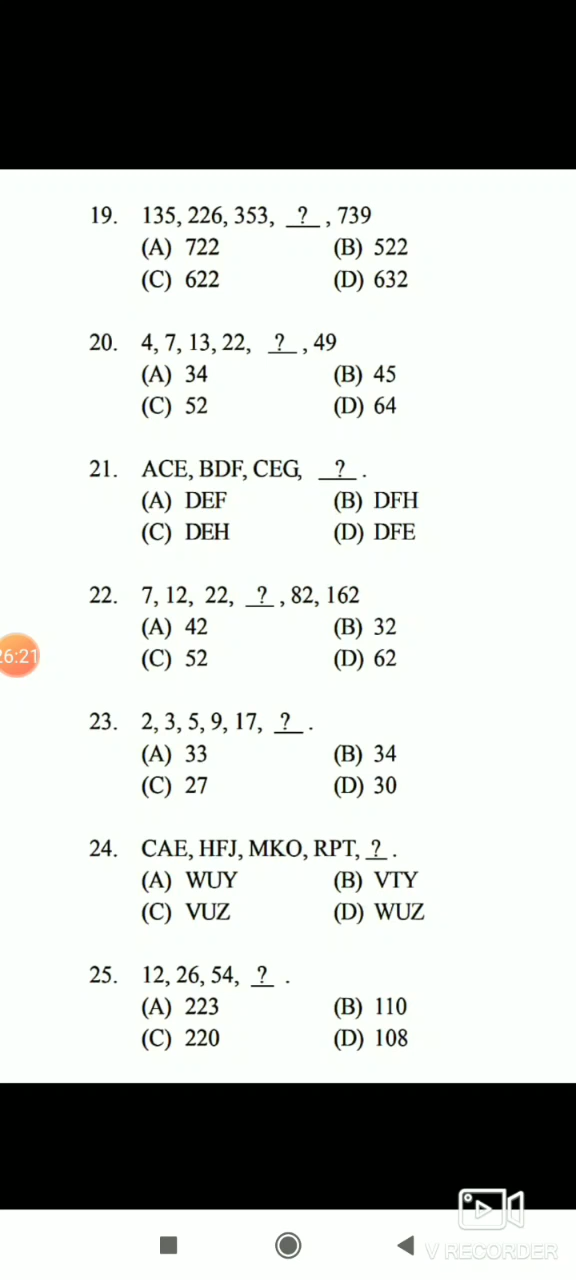 19. 135, 226, 353, ? , 739
(A) 722 (B) 522
(C) 622 (D) 632
20. 4, 7, 13, 22, ? , 49
(A) 34 (B) 45
(C) 52 (D) 64
21. ACE, BDF, CEG, ? .
(A) DEF (B) DFH
(C) DEH (D) DFE
22. 7, 12, 22, ? , 82, 162
(A) 42 (B) 32
26:21
(C) 52 (D) 62
23. 2, 3, 5, 9, 17, ? .
(A) 33 (B) 34
(C) 27 (D) 30
24. CAE, HFJ, MKO, RPT, ? .
(A) WUY (B) VTY
(C) VUZ (D) WUZ
25. 12, 26, 54, ? .
(A) 223 (B) 110
(C) 220 (D) 108
V RECORDER